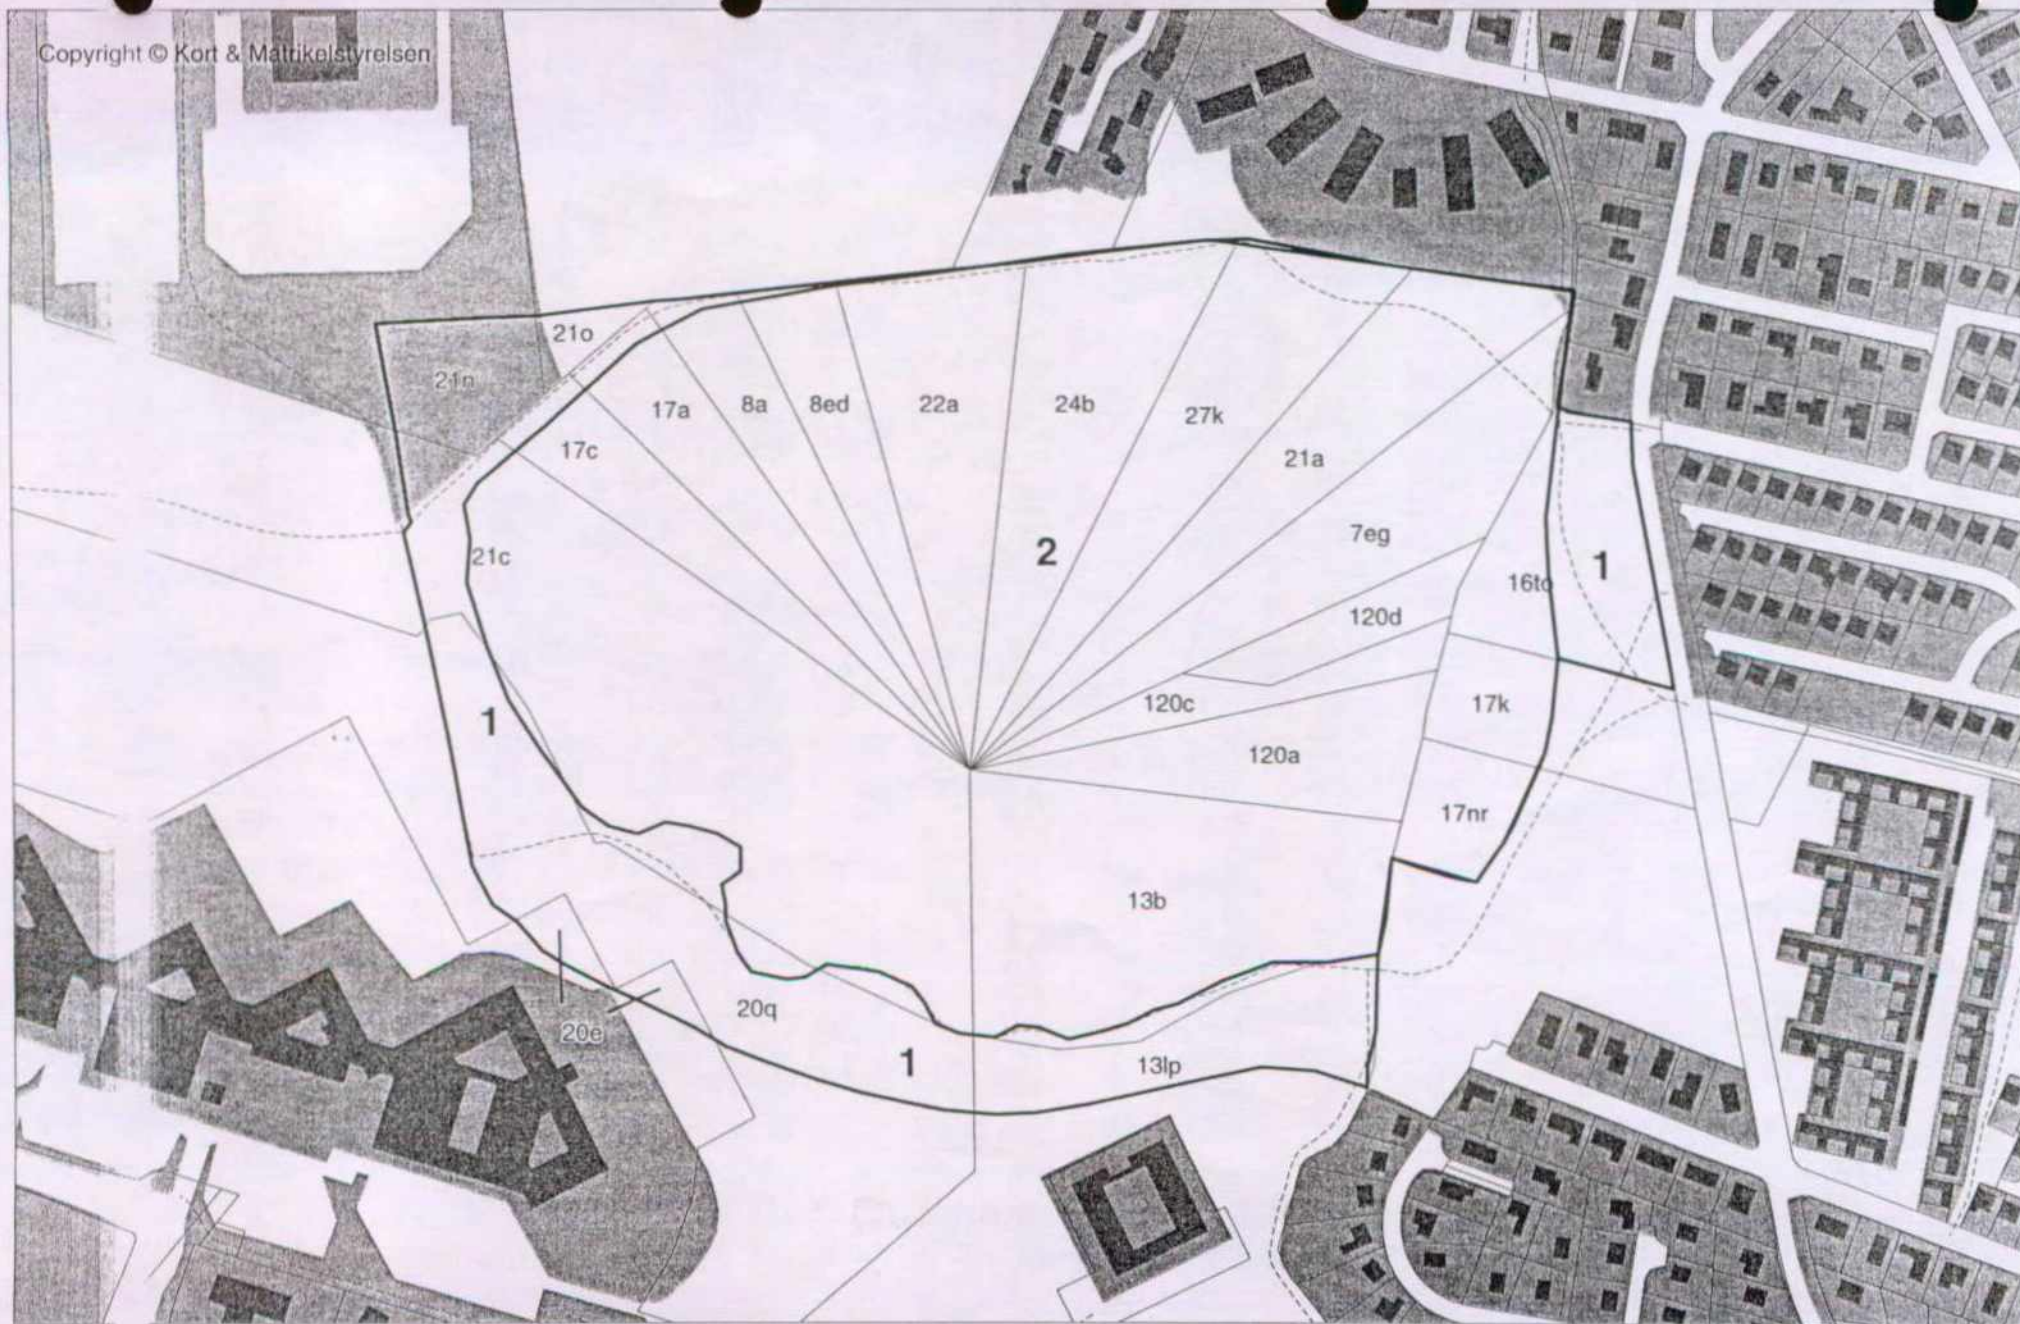 Copyright © Kort & Matrikelstyrelsen
21o
21n
17a
8a
8ed
22a
24b
27k
17c
21a
7eg
2
1
21c
16to
120d
1
120c
17k
120a
17nr
13b
20q
20e
1
13lp